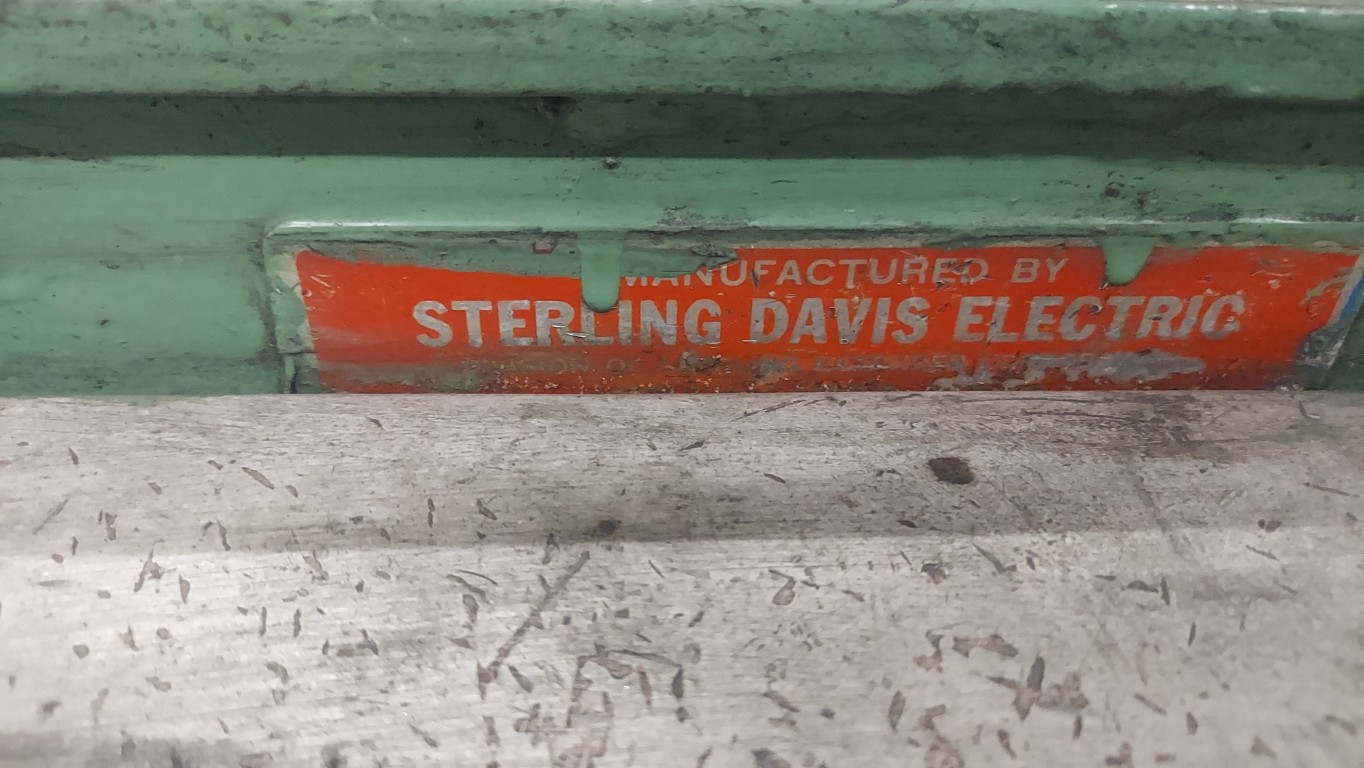 MANUFACTURED BY
STERLING DAVIS ELECTRIC